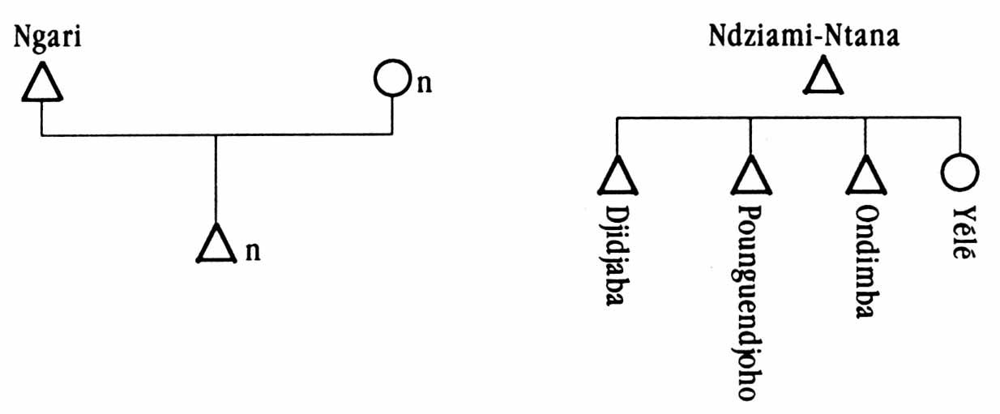 Ngari
n
n
Ndziami-Ntana
Djidjaba
Pounguendjoho
Ondimba
Yélé